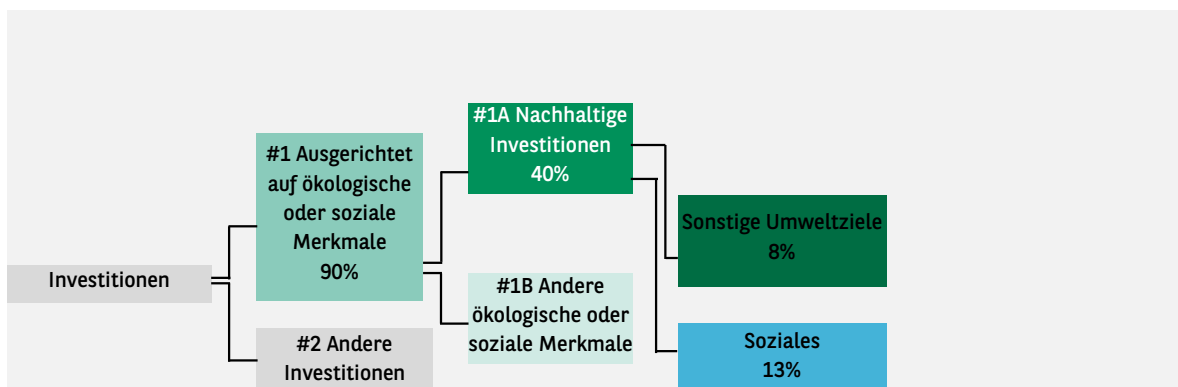 Investitionen
#1 Ausgerichtet
auf ökologische
oder soziale
Merkmale
90%
#2 Andere
Investitionen
#1A Nachhaltige
Investitionen
40%
#1B Andere
ökologische oder
soziale Merkmale
Sonstige Umweltziele
8%
Soziales
13%